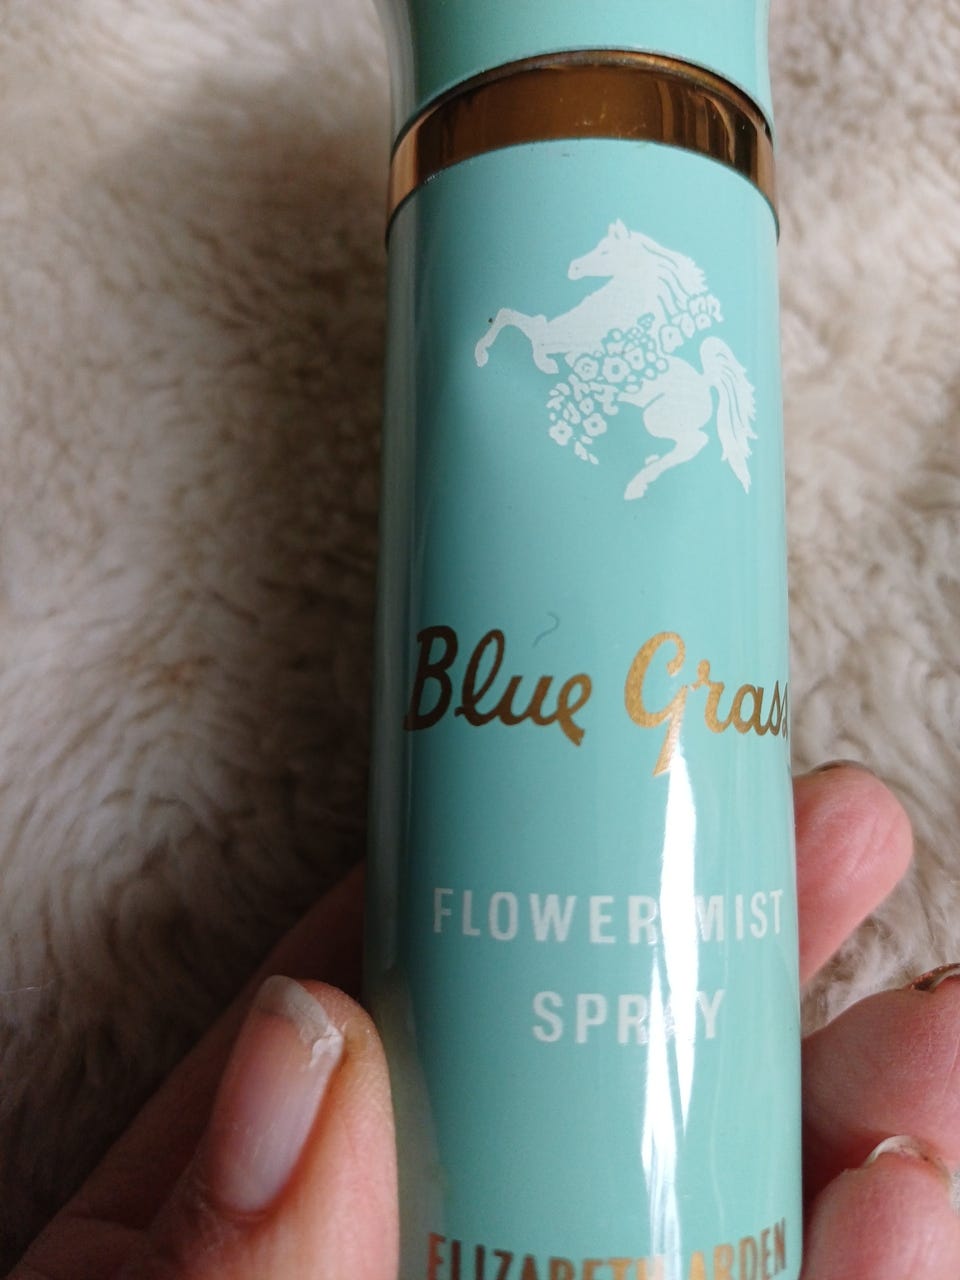 Blue Grass
FLOWER MIST
SPRAY
ELIZABETH ARDEN